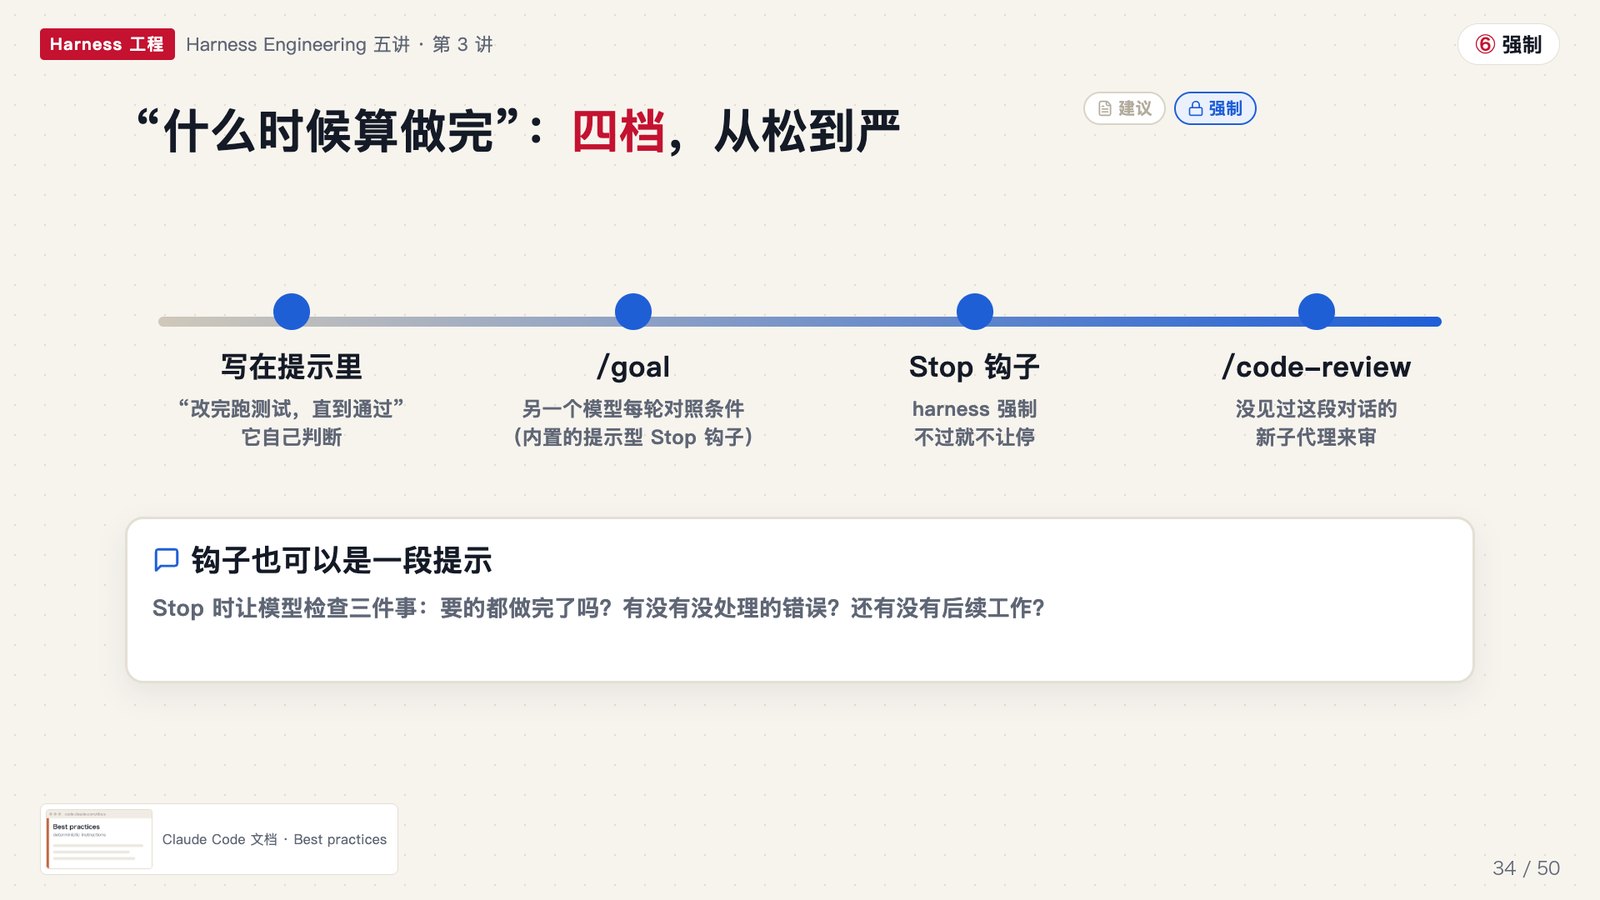 Harness 工程
Harness Engineering 五讲 · 第 3 讲
⑥ 强制
“什么时候算做完”：四档，从松到严
建议
强制
写在提示里
“改完跑测试，直到通过”
它自己判断
/goal
另一个模型每轮对照条件
（内置的提示型 Stop 钩子）
Stop 钩子
harness 强制
不过就不让停
/code-review
没见过这段对话的
新子代理来审
钩子也可以是一段提示
Stop 时让模型检查三件事：要的都做完了吗？有没有没处理的错误？还有没有后续工作？
Best practices
Claude Code 文档 · Best practices
34 / 50